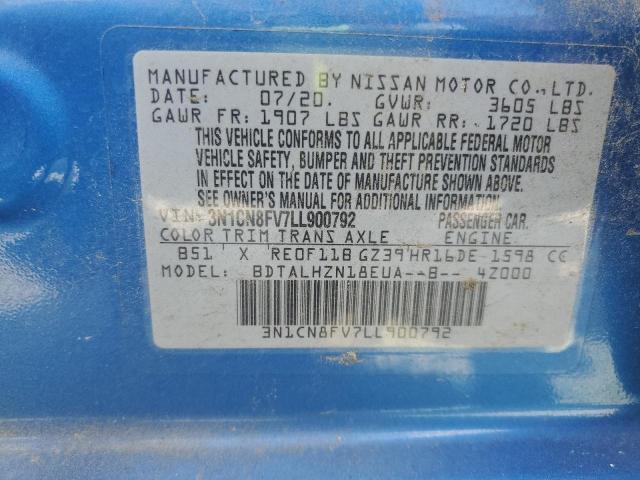 MANUFACTURED BY NISSAN MOTOR CO.,LTD.
DATE: 07/20. GVWR: 3605 LBS
GAWR FR: 1907 LBS GAWR RR: 1720 LBS
THIS VEHICLE CONFORMS TO ALL APPLICABLE FEDERAL MOTOR
VEHICLE SAFETY, BUMPER AND THEFT PREVENTION STANDARDS
IN EFFECT ON THE DATE OF MANUFACTURE SHOWN ABOVE.
SEE OWNER'S MANUAL FOR ADDITIONAL INFORMATION.
VIN: 3N1CN8FV7LL900792 PASSENGER CAR.
COLOR TRIM TRANS AXLE ENGINE
B51 X RE0F11B GZ39 HR16DE-1598 CC
MODEL: BDTALHZN18EUA--B-- 4Z000
3N1CN8FV7LL900792